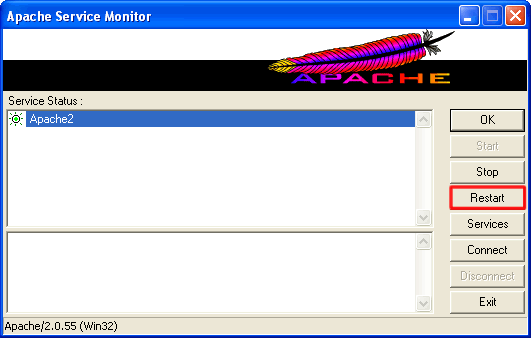 Apache Service Monitor
APACHE
Service Status :
Apache2
OK
Start
Stop
Restart
Services
Connect
Disconnect
Exit
Apache/2.0.55 (Win32)